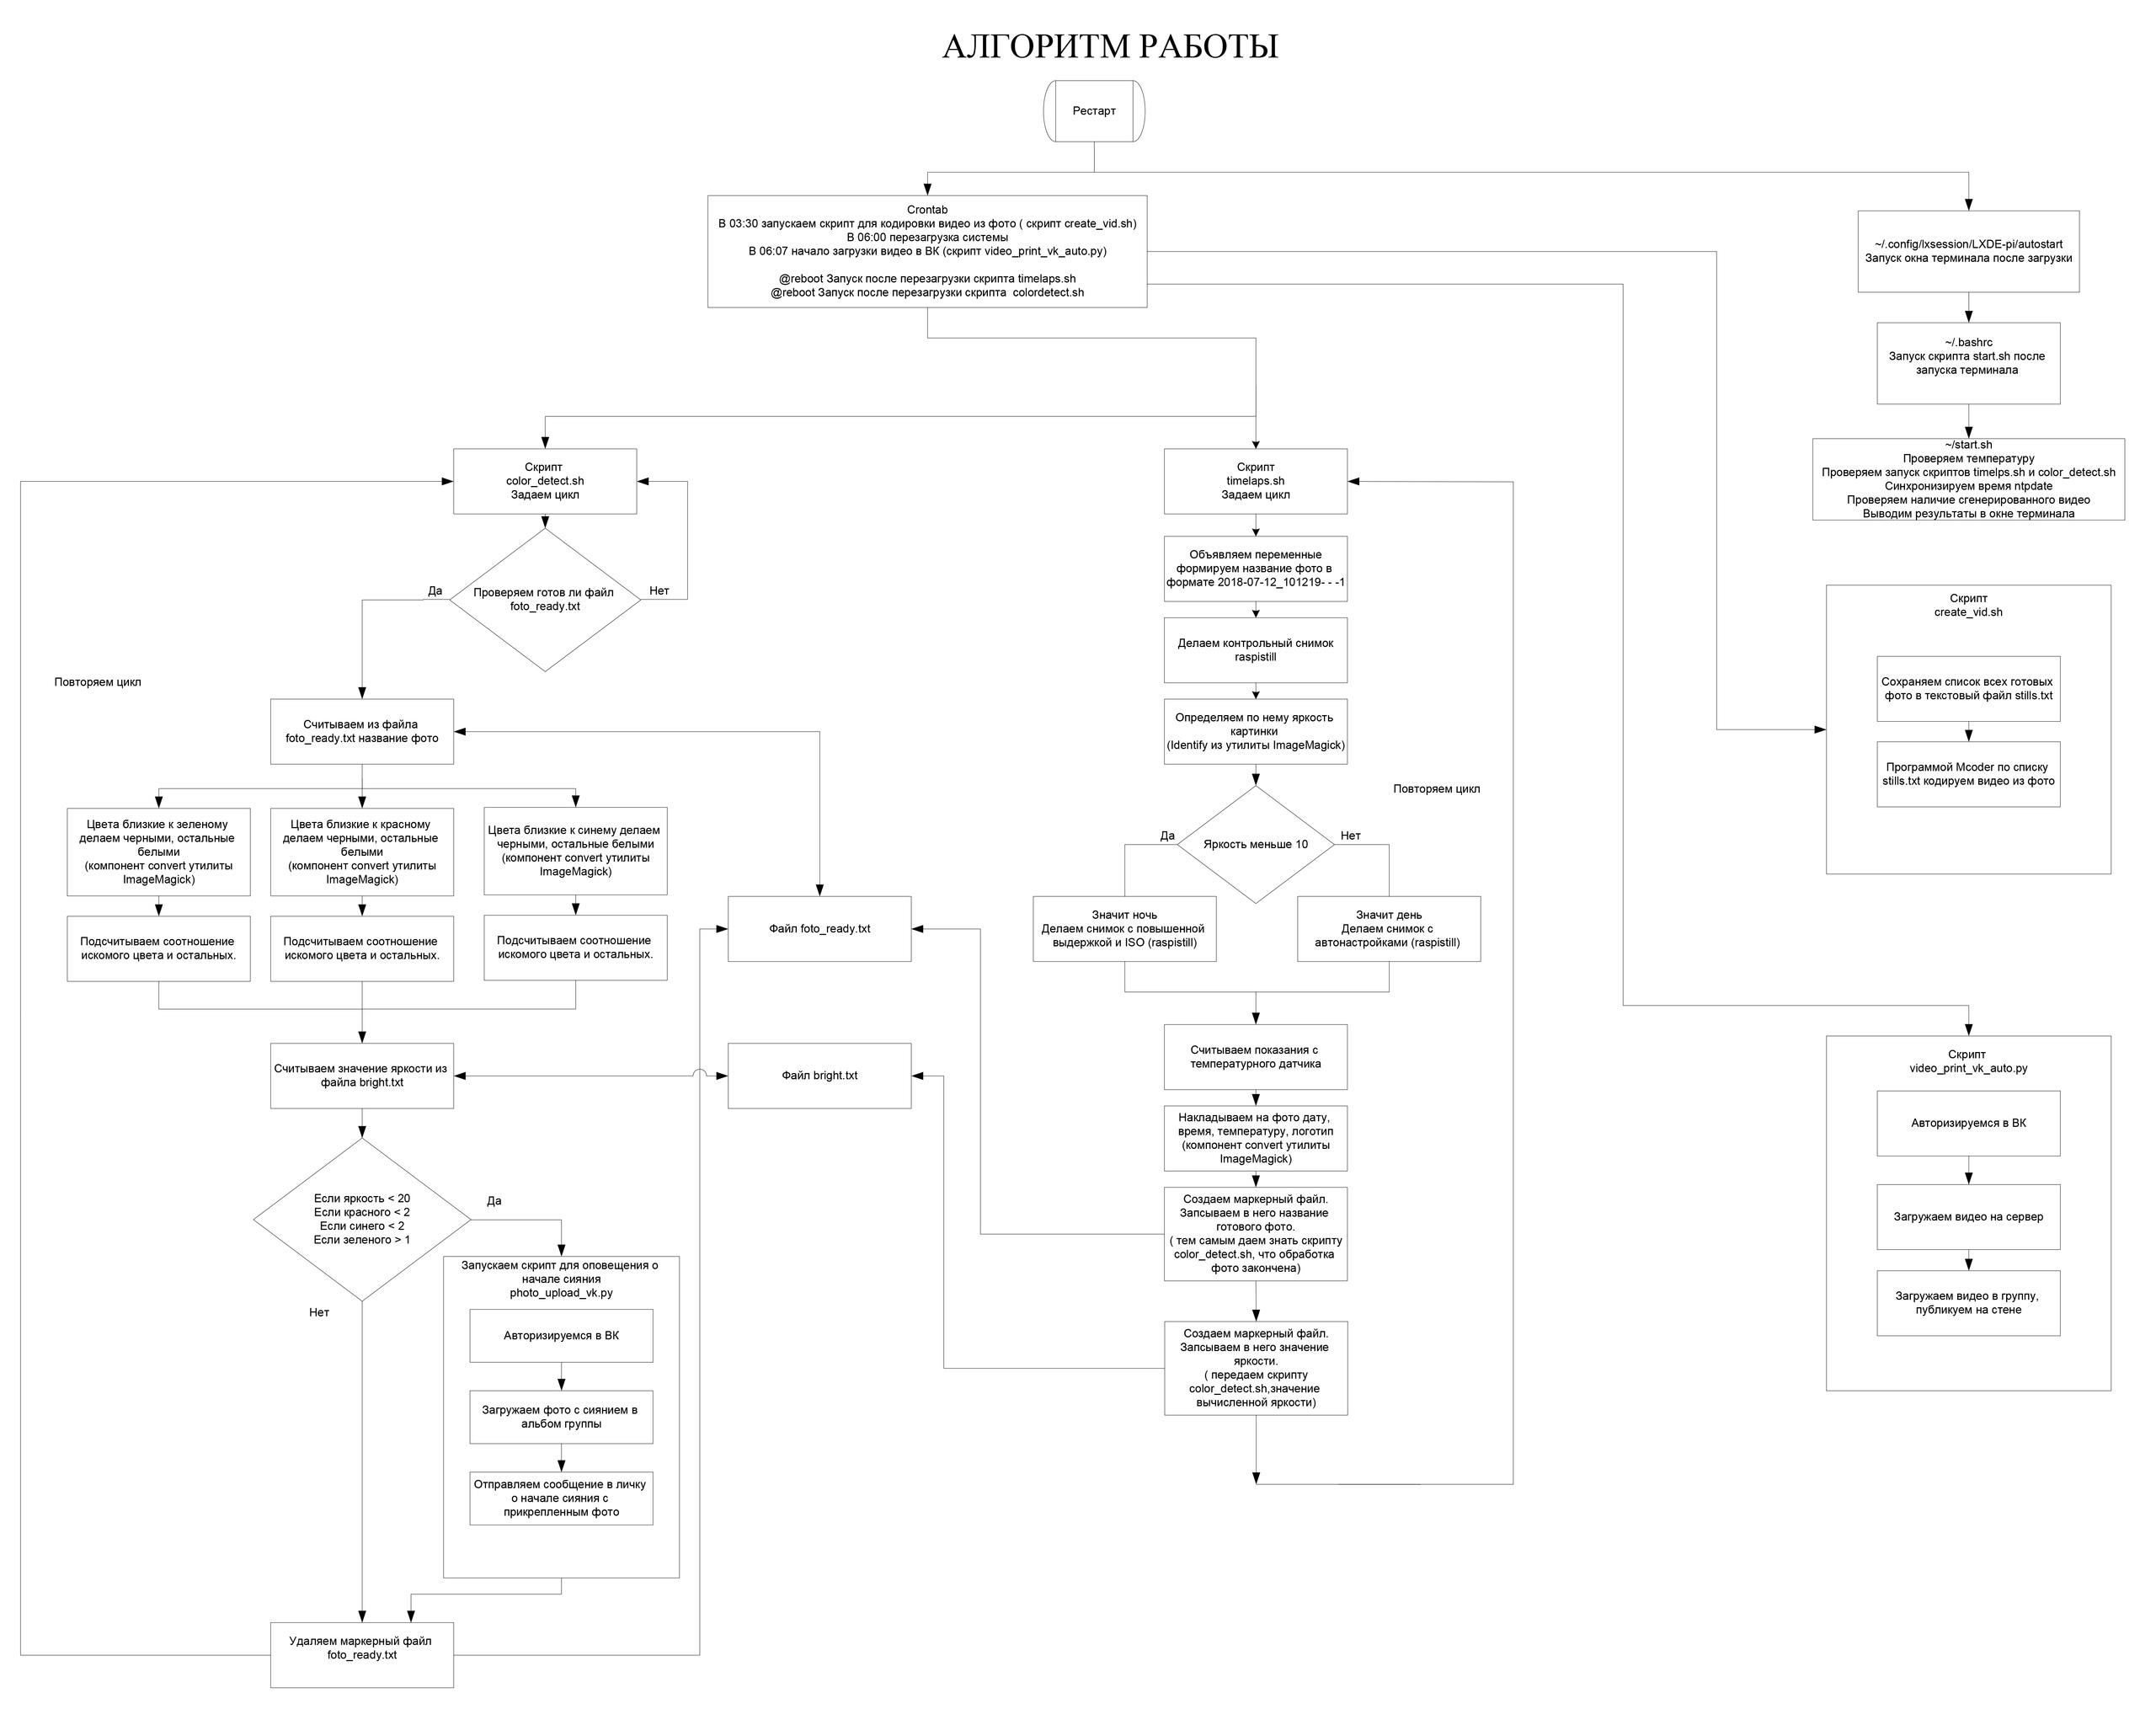 АЛГОРИТМ РАБОТЫ
Рестарт
Crontab
В 03:30 запускаем скрипт для кодировки видео из фото ( скрипт create_vid.sh)
В 06:00 перезагрузка системы
В 06:07 начало загрузки видео в ВК (скрипт video_print_vk_auto.py)
@reboot Запуск после перезагрузки скрипта timelaps.sh
@reboot Запуск после перезагрузки скрипта  colordetect.sh
~/.config/lxsession/LXDE-pi/autostart
Запуск окна терминала после загрузки
~/.bashrc
Запуск скрипта start.sh после
запуска терминала
~/start.sh
Проверяем температуру
Проверяем запуск скриптов timelps.sh и color_detect.sh
Синхронизируем время ntpdate
Проверяем наличие сгенерированного видео
Выводим результаты в окне терминала
Скрипт
color_detect.sh
Задаем цикл
Проверяем готов ли файл
foto_ready.txt
Да
Нет
Повторяем цикл
Считываем из файла
foto_ready.txt название фото
Цвета близкие к зеленому
делаем черными, остальные
белыми
(компонент convert утилиты
ImageMagick)
Цвета близкие к красному
делаем черными, остальные
белыми
(компонент convert утилиты
ImageMagick)
Цвета близкие к синему делаем
черными, остальные белыми
(компонент convert утилиты
ImageMagick)
Подсчитываем соотношение
искомого цвета и остальных.
Подсчитываем соотношение
искомого цвета и остальных.
Подсчитываем соотношение
искомого цвета и остальных.
Считываем значение яркости из
файла bright.txt
Если яркость < 20
Если красного < 2
Если синего < 2
Если зеленого > 1
Да
Нет
Запускаем скрипт для оповещения о
начале сияния
photo_upload_vk.py
Авторизируемся в ВК
Загружаем фото с сиянием в
альбом группы
Отправляем сообщение в личку
о начале сияния с
прикрепленным фото
Удаляем маркерный файл
foto_ready.txt
Файл foto_ready.txt
Файл bright.txt
Скрипт
timelaps.sh
Задаем цикл
Объявляем переменные
формируем название фото в
формате 2018-07-12_101219- - -1
Делаем контрольный снимок
raspistill
Определяем по нему яркость
картинки
(Identify из утилиты ImageMagick)
Повторяем цикл
Яркость меньше 10
Да
Нет
Значит ночь
Делаем снимок с повышенной
выдержкой и ISO (raspistill)
Значит день
Делаем снимок с
автонастройками (raspistill)
Считываем показания с
температурного датчика
Накладываем на фото дату,
время, температуру, логотип
(компонент convert утилиты
ImageMagick)
Создаем маркерный файл.
Запсываем в него название
готового фото.
( тем самым даем знать скрипту
color_detect.sh, что обработка
фото закончена)
Создаем маркерный файл.
Запсываем в него значение
яркости.
( передаем скрипту
color_detect.sh,значение
вычисленной яркости)
Скрипт
create_vid.sh
Сохраняем список всех готовых
фото в текстовый файл stills.txt
Программой Mcoder по списку
stills.txt кодируем видео из фото
Скрипт
video_print_vk_auto.py
Авторизируемся в ВК
Загружаем видео на сервер
Загружаем видео в группу,
публикуем на стене